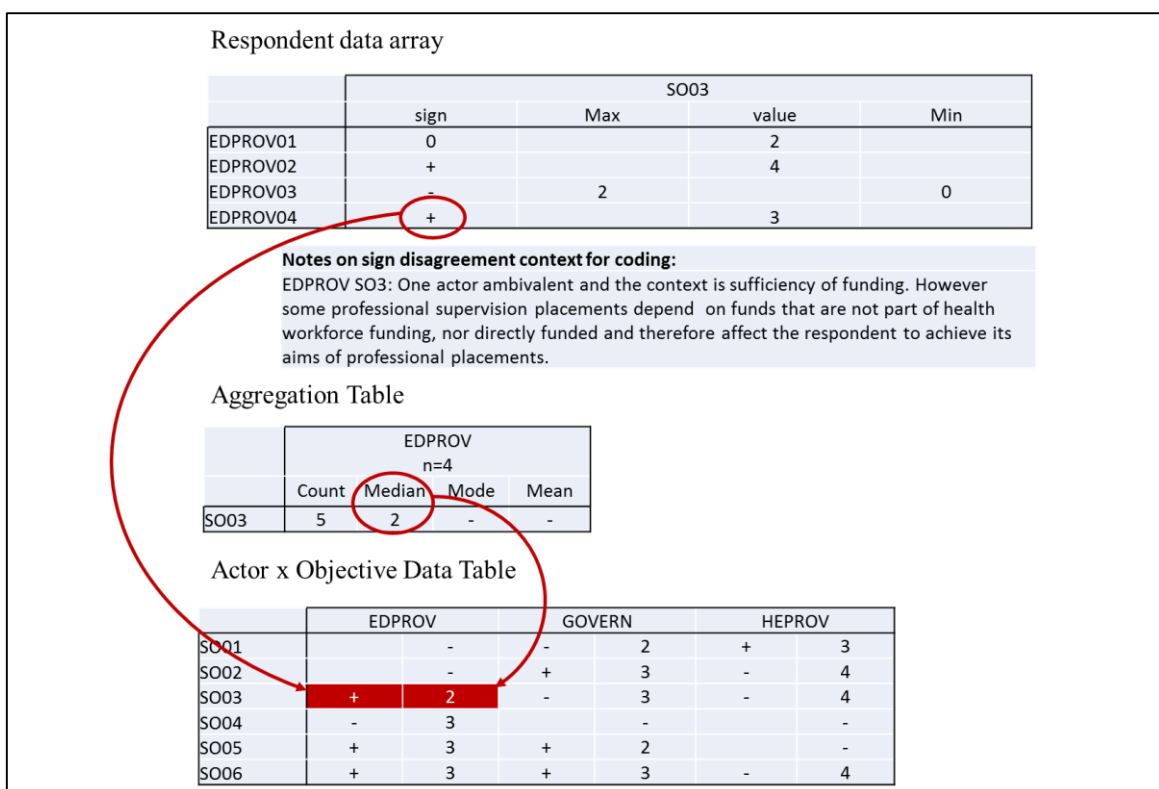 Respondent data array
SO03
sign Max value Min
EDPROV01 0 2
EDPROV02 + 4
EDPROV03 - 2 0
EDPROV04 + 3
Notes on sign disagreement context for coding:
EDPROV SO3: One actor ambivalent and the context is sufficiency of funding. However
some professional supervision placements depend on funds that are not part of health
workforce funding, nor directly funded and therefore affect the respondent to achieve its
aims of professional placements.
Aggregation Table
EDPROV
n=4
Count Median Mode Mean
SO03 5 2 - -
Actor x Objective Data Table
EDPROV GOVERN HEPROV
SO01 - - 2 + 3
SO02 - + 3 - 4
SO03 + 2 - 3 - 4
SO04 - 3 - -
SO05 + 3 + 2 -
SO06 + 3 + 3 - 4